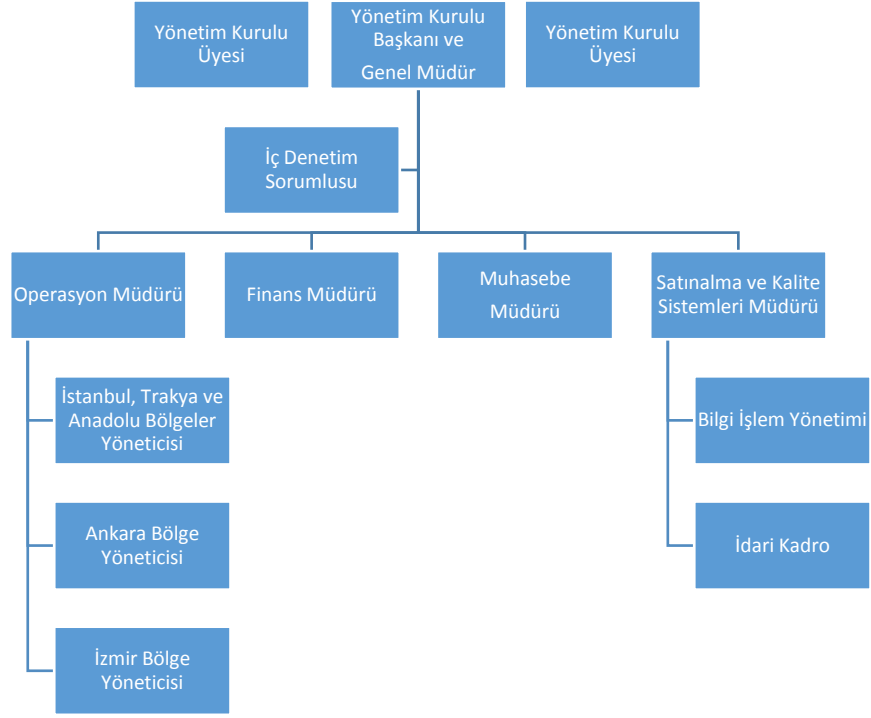 Yönetim Kurulu
Üyesi
Yönetim Kurulu
Başkanı ve
Genel Müdür
Yönetim Kurulu
Üyesi
İç Denetim
Sorumlusu
Operasyon Müdürü
Finans Müdürü
Muhasebe
Müdürü
Satınalma ve Kalite
Sistemleri Müdürü
İstanbul, Trakya ve
Anadolu Bölgeler
Yöneticisi
Ankara Bölge
Yöneticisi
İzmir Bölge
Yöneticisi
Bilgi İşlem Yönetimi
İdari Kadro